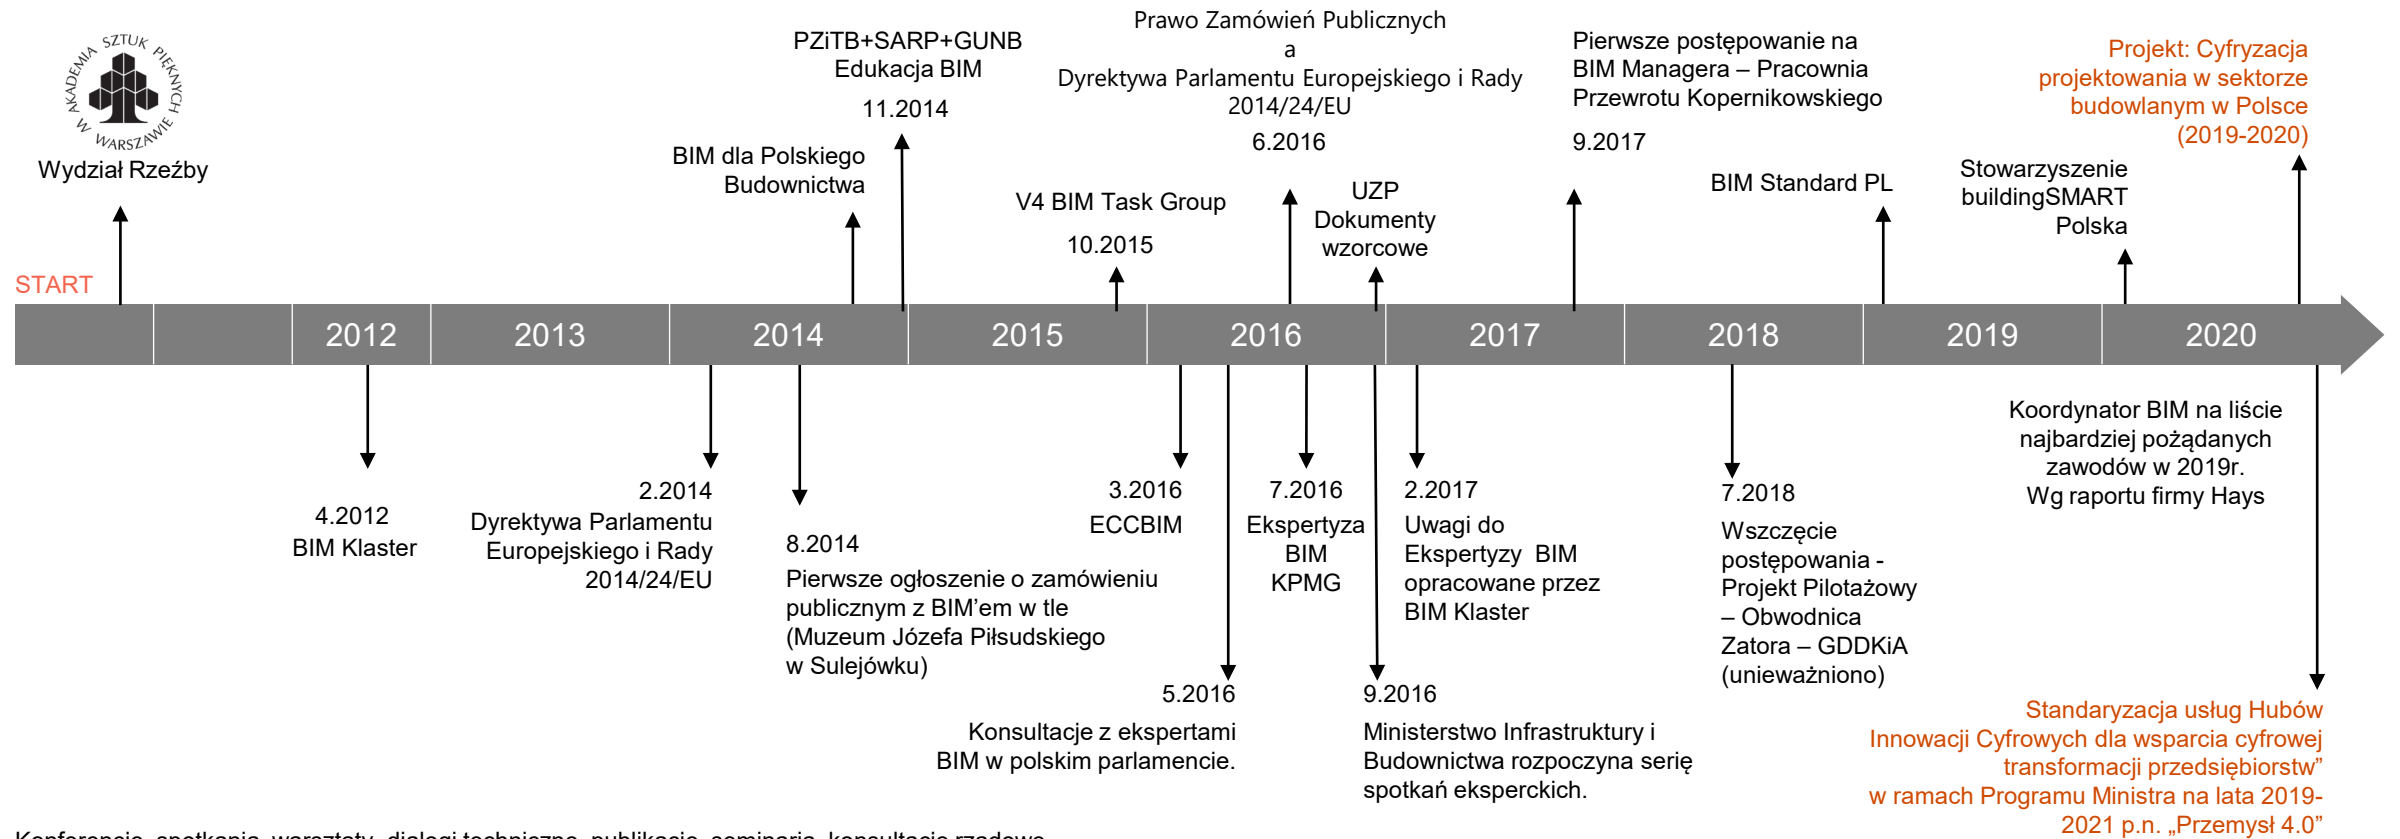 AKADEMIA SZTUK PIĘKNYCH
W WARSZAWIE
Wydział Rzeźby
START
PZiTB+SARP+GUNB
Edukacja BIM
11.2014
BIM dla Polskiego
Budownictwa
V4 BIM Task Group
10.2015
Prawo Zamówień Publicznych
a
Dyrektywa Parlamentu Europejskiego i Rady
2014/24/EU
6.2016
UZP
Dokumenty
wzorcowe
Pierwsze postępowanie na
BIM Managera – Pracownia
Przewrotu Kopernikowskiego
9.2017
BIM Standard PL
Stowarzyszenie
buildingSMART
Polska
Projekt: Cyfryzacja
projektowania w sektorze
budowlanym w Polsce
(2019-2020)
2012
2013
2014
2015
2016
2017
2018
2019
2020
4.2012
BIM Klaster
2.2014
Dyrektywa Parlamentu
Europejskiego i Rady
2014/24/EU
8.2014
Pierwsze ogłoszenie o zamówieniu
publicznym z BIM’em w tle
(Muzeum Józefa Piłsudskiego
w Sulejówku)
3.2016
ECCBIM
5.2016
Konsultacje z ekspertami
BIM w polskim parlamencie.
7.2016
Ekspertyza
BIM
KPMG
9.2016
Ministerstwo Infrastruktury i
Budownictwa rozpoczyna serię
spotkań eksperckich.
2.2017
Uwagi do
Ekspertyzy BIM
opracowane przez
BIM Klaster
7.2018
Wszczęcie
postępowania -
Projekt Pilotażowy
– Obwodnica
Zatora – GDDKiA
(unieważniono)
Koordynator BIM na liście
najbardziej pożądanych
zawodów w 2019r.
Wg raportu firmy Hays
Standaryzacja usług Hubów
Innowacji Cyfrowych dla wsparcia cyfrowej
transformacji przedsiębiorstw”
w ramach Programu Ministra na lata 2019-
2021 p.n. „Przemysł 4.0”
Konferencje, spotkania, warsztaty, dialogi techniczne, publikacje, seminaria, konsultacje rządowe